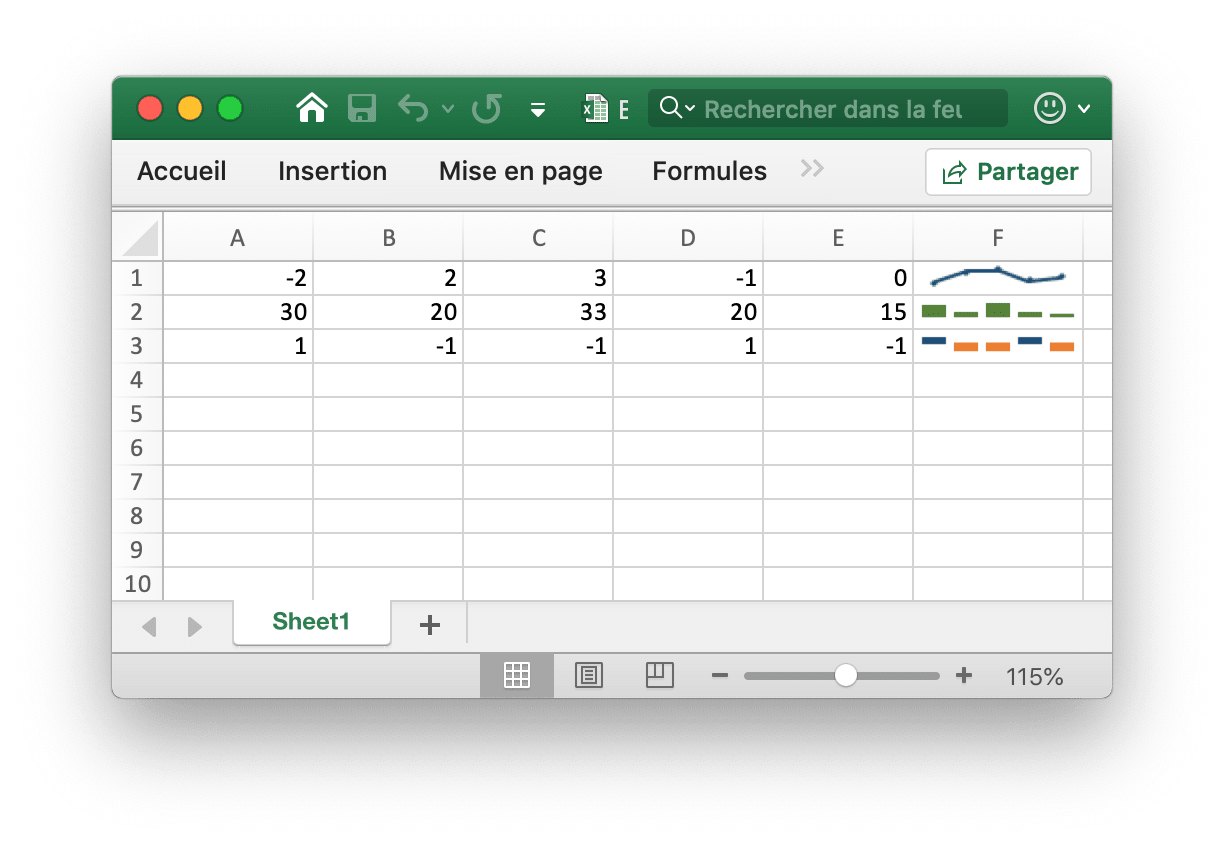 E Rechercher dans la feu
Accueil Insertion Mise en page Formules Partager
A B C D E F
1 -2 2 3 -1 0
2 30 20 33 20 15
3 1 -1 -1 1 -1
4
5
6
7
8
9
10
Sheet1
115%